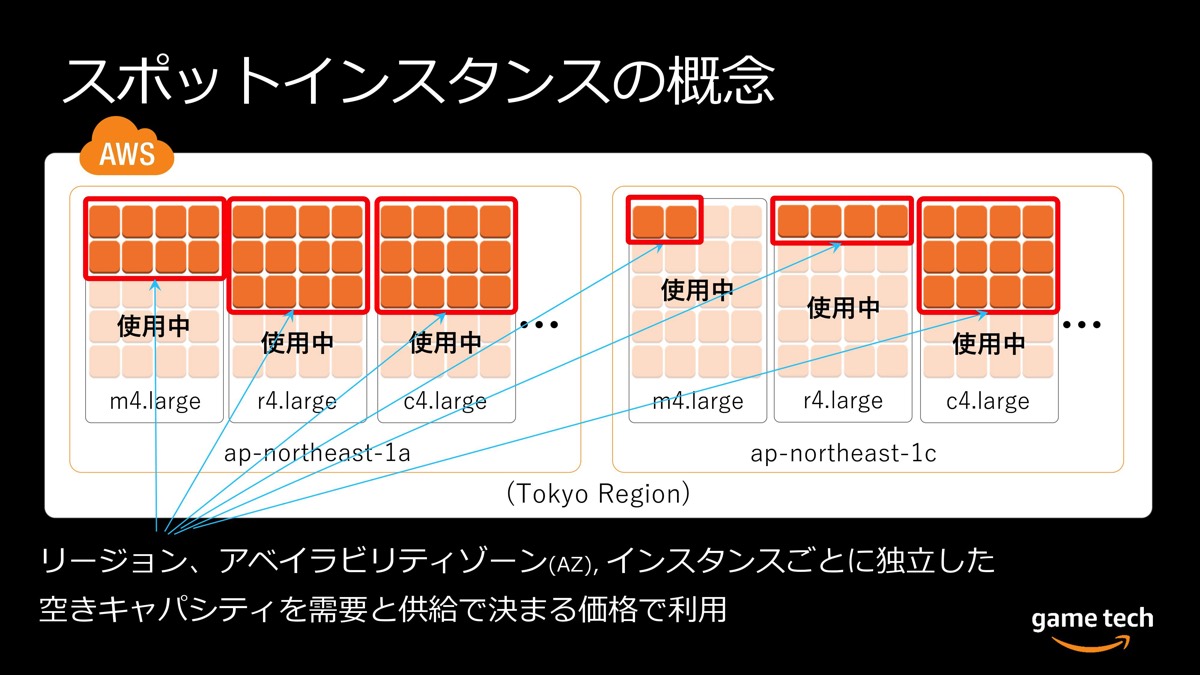 スポットインスタンスの概念
AWS
使用中
m4.large
使用中
r4.large
使用中
c4.large
•••
ap-northeast-1a
使用中
m4.large
使用中
r4.large
使用中
c4.large
•••
ap-northeast-1c
(Tokyo Region)
リージョン、アベイラビリティゾーン(AZ), インスタンスごとに独立した
空きキャパシティを需要と供給で決まる価格で利用
game tech